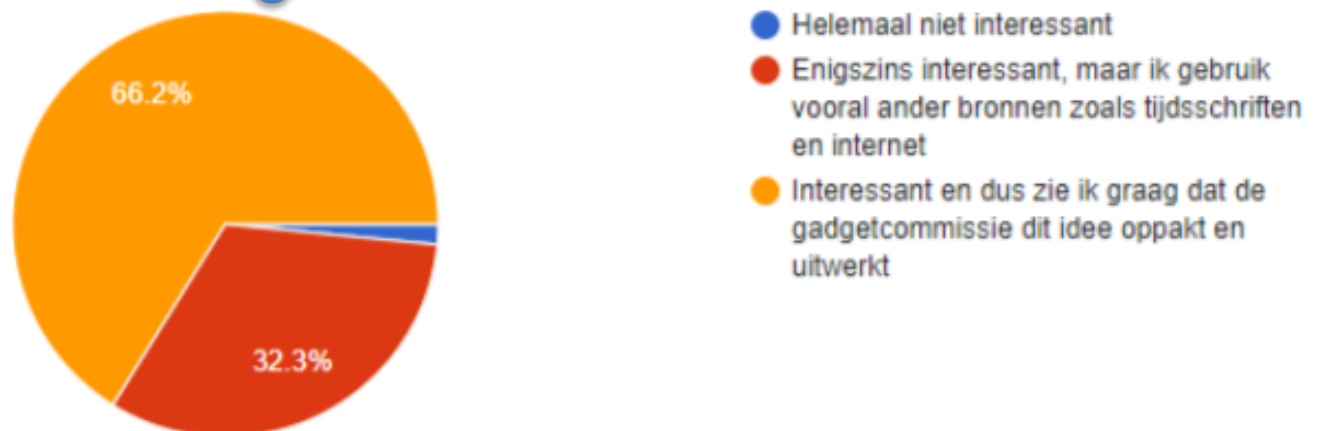 66.2%
32.3%
Helemaal niet interessant
Enigszins interessant, maar ik gebruik
vooral ander bronnen zoals tijdsschriften
en internet
Interessant en dus zie ik graag dat de
gadgetcommissie dit idee oppakt en
uitwerkt